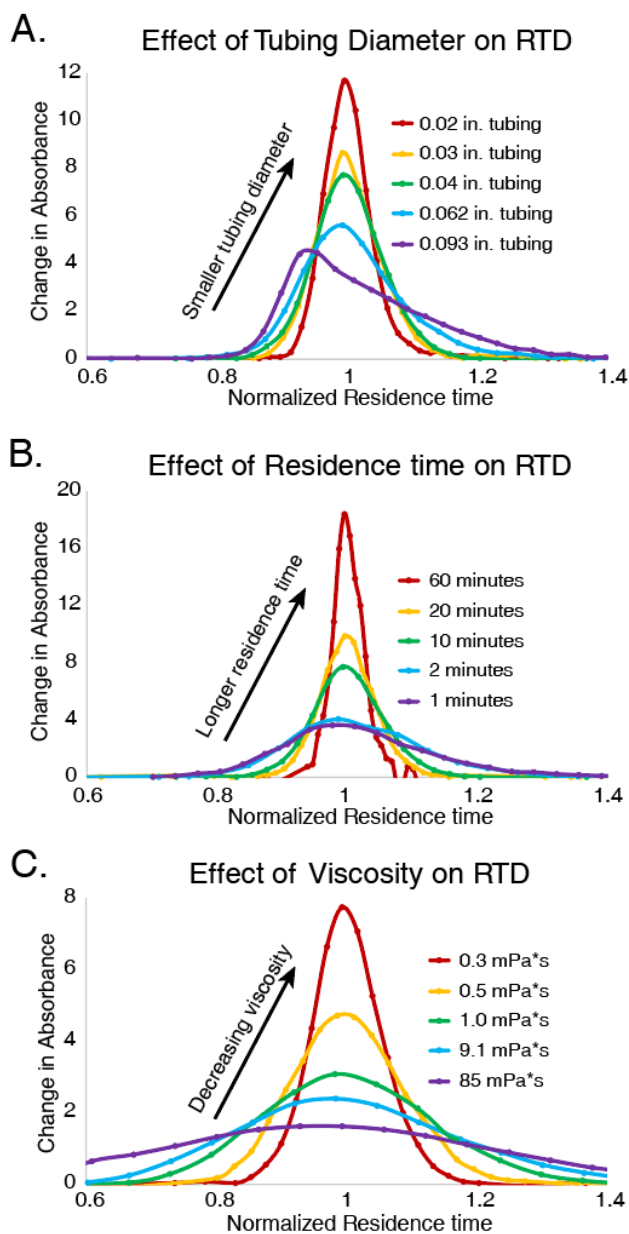 A.
Effect of Tubing Diameter on RTD
12
10
8
6
4
2
0
Change in Absorbance
Smaller tubing diameter
0.02 in. tubing
0.03 in. tubing
0.04 in. tubing
0.062 in. tubing
0.093 in. tubing
0.6 0.8 1 1.2 1.4
Normalized Residence time
B.
Effect of Residence time on RTD
20
16
12
8
4
0
Change in Absorbance
Longer residence time
60 minutes
20 minutes
10 minutes
2 minutes
1 minutes
0.6 0.8 1 1.2 1.4
Normalized Residence time
C.
Effect of Viscosity on RTD
8
6
4
2
0
Change in Absorbance
Decreasing viscosity
0.3 mPa*s
0.5 mPa*s
1.0 mPa*s
9.1 mPa*s
85 mPa*s
0.6 0.8 1 1.2 1.4
Normalized Residence time